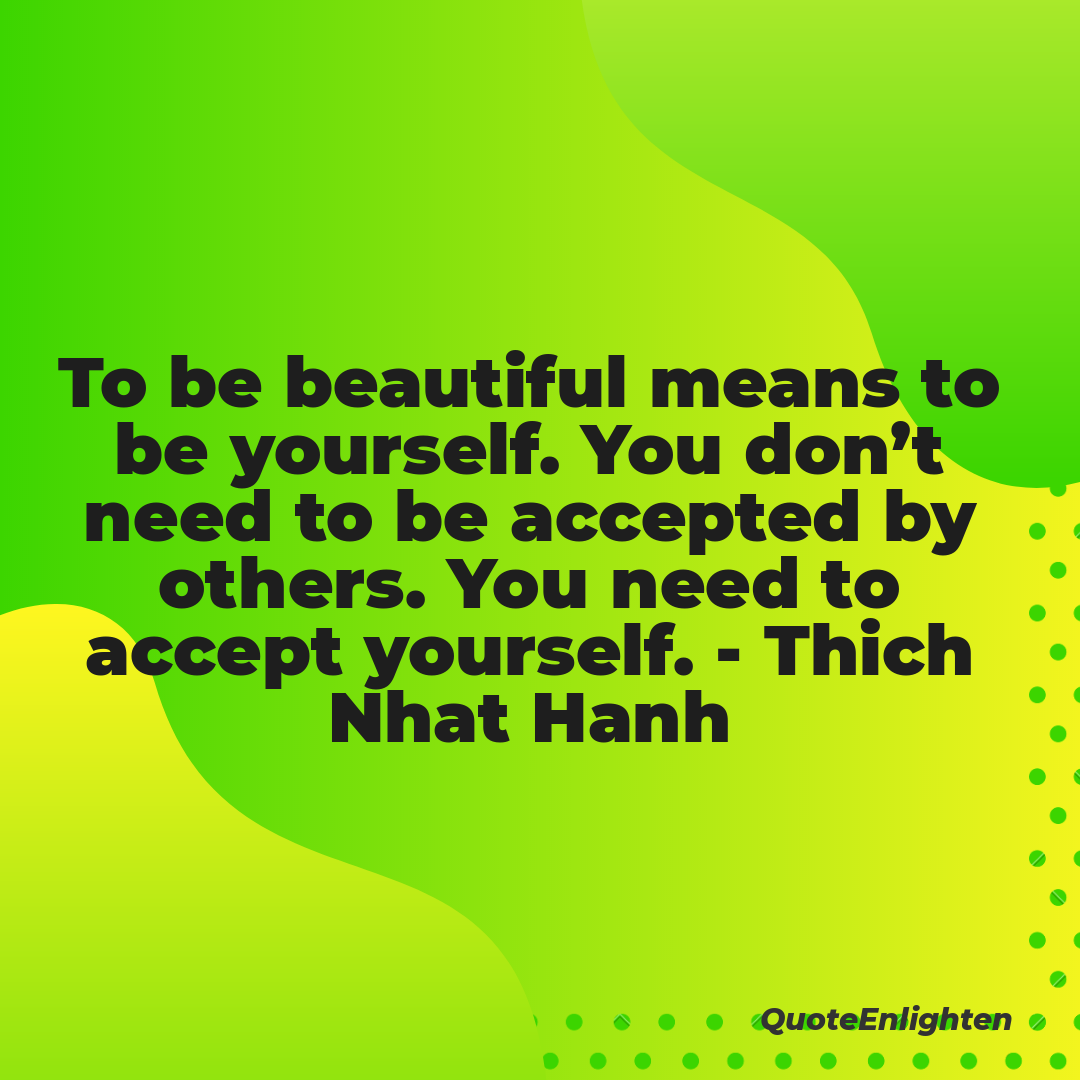 To be beautiful means to
be yourself. You don’t
need to be accepted by
others. You need to
accept yourself. - Thich
Nhat Hanh
QuoteEnlighten